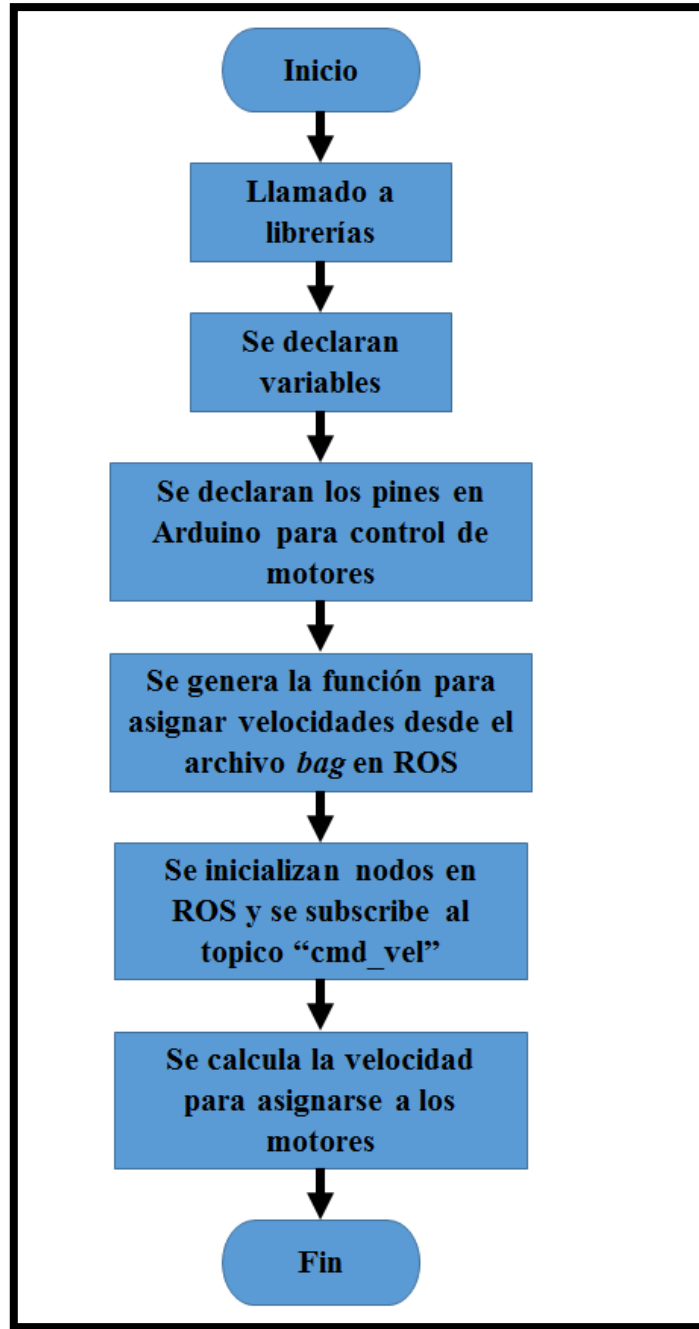 Inicio
Llamado a
librerías
Se declaran
variables
Se declaran los pines en
Arduino para control de
motores
Se genera la función para
asignar velocidades desde el
archivo bag en ROS
Se inicializan nodos en
ROS y se subscribe al
topico “cmd_vel”
Se calcula la velocidad
para asignarse a los
motores
Fin